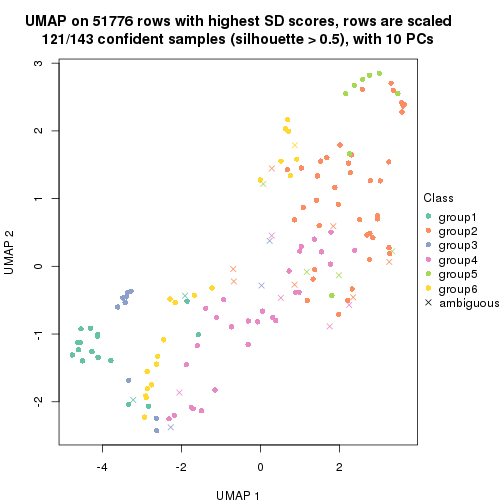 UMAP on 51776 rows with highest SD scores, rows are scaled
121/143 confident samples (silhouette > 0.5), with 10 PCs
3
2
1
0
-1
-2
UMAP 2
-4
-2
0
2
UMAP 1
Class
group1
group2
group3
group4
group5
group6
ambiguous